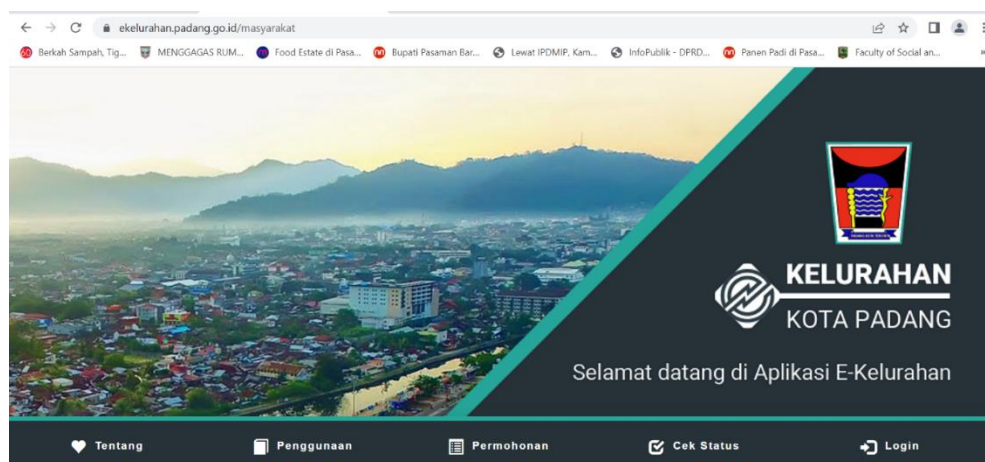 ekelurahan.padang.go.id/masyarakat
Berkah Sampah, Tig... MENGGAGAS RUM... Food Estate di Pasa... Bupati Pasaman Bar... Lewat IPDMIP, Kam... InfoPublik - DPRD... Panen Padi di Pasa... Faculty of Social an...
KELURAHAN
KOTA PADANG
Selamat datang di Aplikasi E-Kelurahan
Tentang Penggunaan Permohonan Cek Status Login